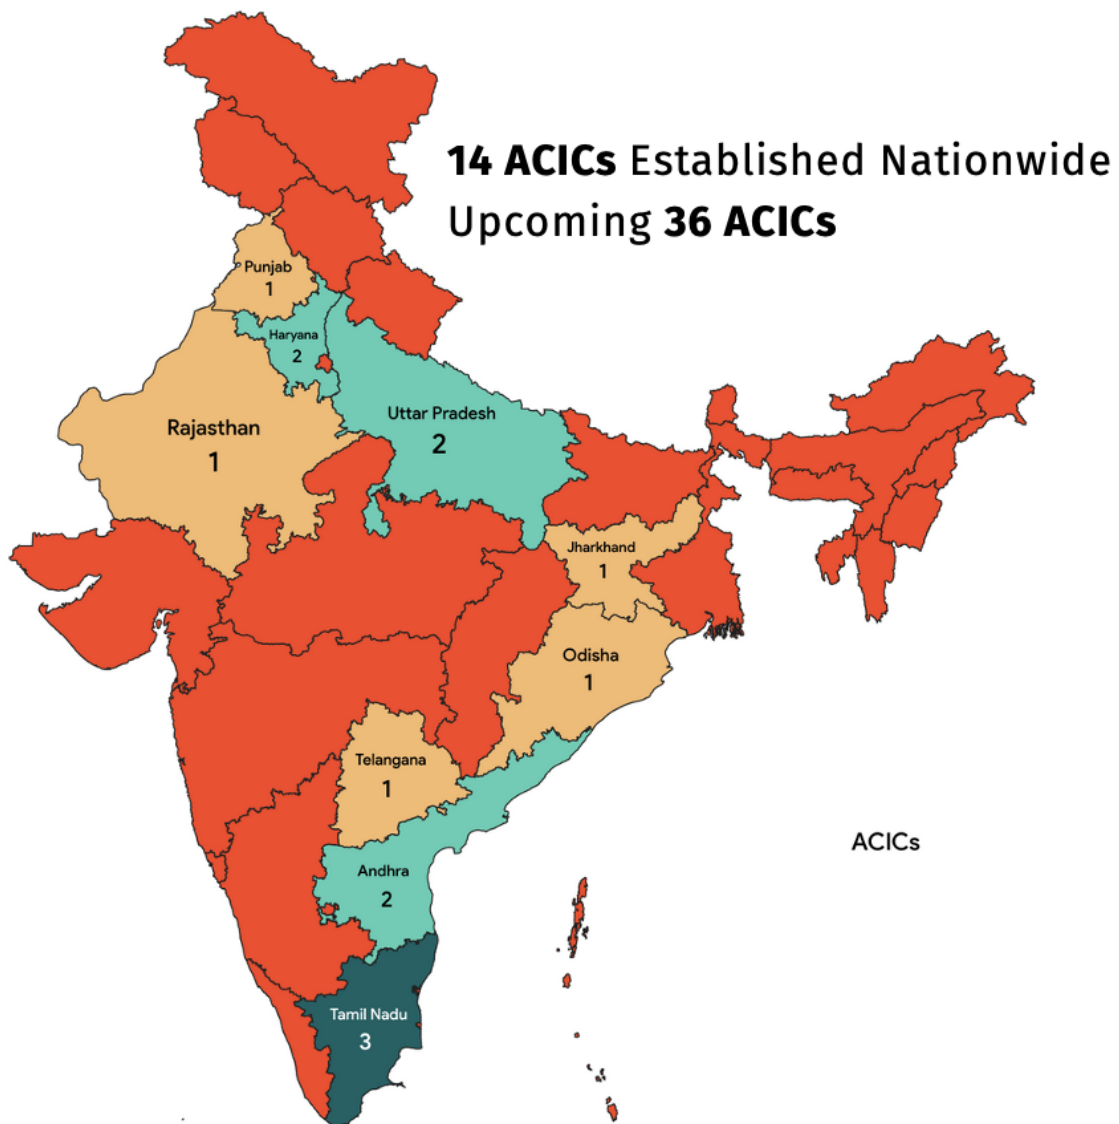 14 ACICs Established Nationwide
Upcoming 36 ACICs
Punjab
1
Haryana
2
Uttar Pradesh
2
Rajasthan
1
Jharkhand
1
Odisha
1
Telangana
1
ACICs
Andhra
2
Tamil Nadu
3